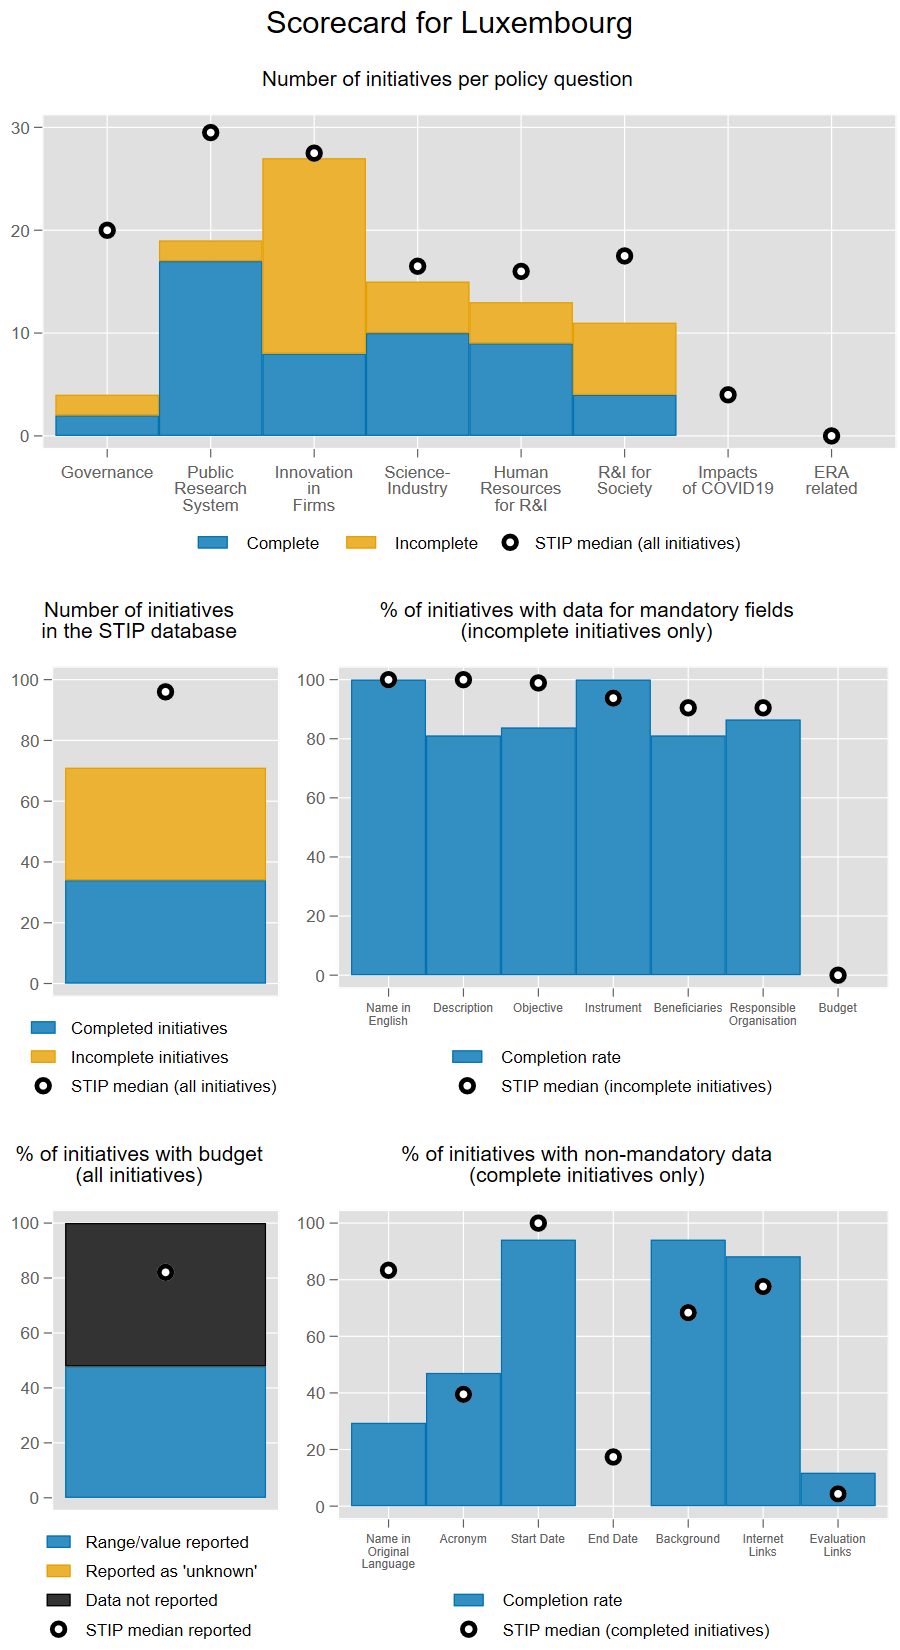 Scorecard for Luxembourg
Number of initiatives per policy question
30
20
10
0
Governance
Public
Research
System
Innovation
in
Firms
Science-
Industry
Human
Resources
for R&I
R&I for
Society
Impacts
of COVID19
ERA
related
Complete
Incomplete
STIP median (all initiatives)
Number of initiatives
in the STIP database
100
80
60
40
20
0
Completed initiatives
Incomplete initiatives
STIP median (all initiatives)
% of initiatives with data for mandatory fields
(incomplete initiatives only)
100
80
60
40
20
0
Name in
English
Description
Objective
Instrument
Beneficiaries
Responsible
Organisation
Budget
Completion rate
STIP median (incomplete initiatives)
% of initiatives with budget
(all initiatives)
100
80
60
40
20
0
Range/value reported
Reported as 'unknown'
Data not reported
STIP median reported
% of initiatives with non-mandatory data
(complete initiatives only)
100
80
60
40
20
0
Name in
Original
Language
Acronym
Start Date
End Date
Background
Internet
Links
Evaluation
Links
Completion rate
STIP median (completed initiatives)